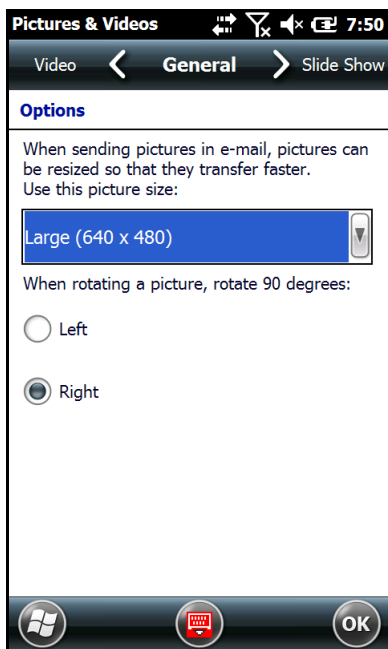 Pictures & Videos 7:50
Video General Slide Show
Options
When sending pictures in e-mail, pictures can
be resized so that they transfer faster.
Use this picture size:
Large (640 x 480)
When rotating a picture, rotate 90 degrees:
Left
Right
OK